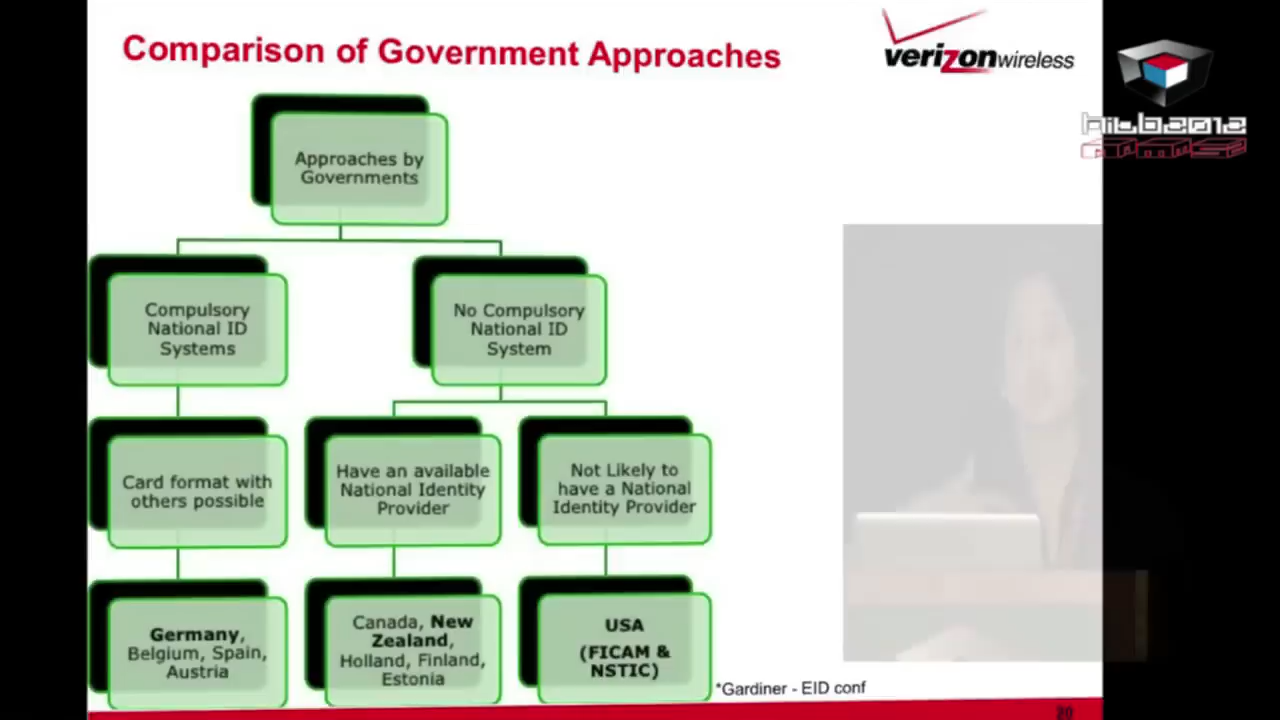 Comparison of Government Approaches
verizonwireless
hitb2012
Approaches by
Governments
Compulsory
National ID
Systems
No Compulsory
National ID
System
Card format with
others possible
Have an available
National Identity
Provider
Not Likely to
have a National
Identity Provider
Germany,
Belgium, Spain,
Austria
Canada, New
Zealand,
Holland, Finland,
Estonia
USA
(FICAM &
NSTIC)
*Gardiner - EID conf
20